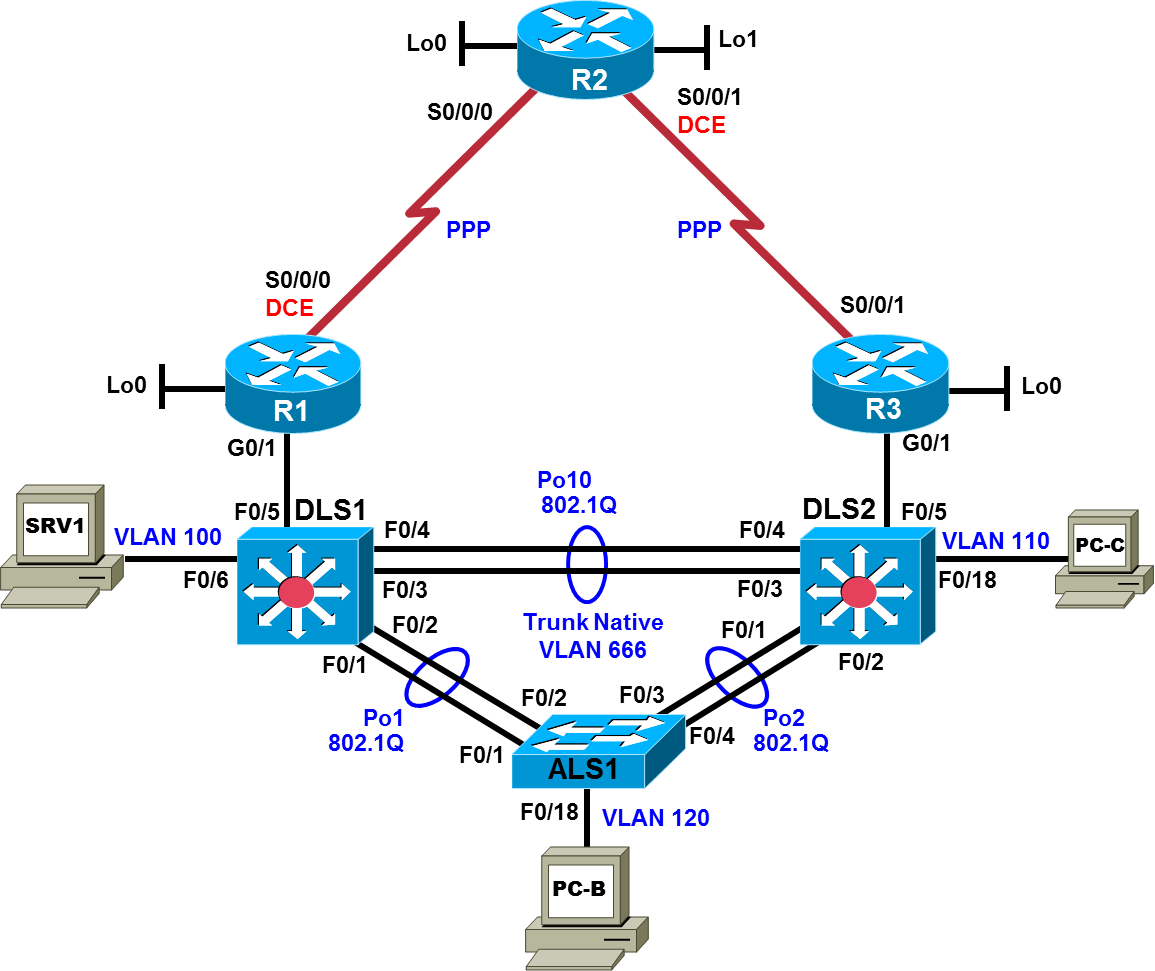 Lo0
R2
Lo1
S0/0/0
S0/0/1
DCE
PPP
PPP
S0/0/0
DCE
S0/0/1
Lo0
R1
R3
Lo0
G0/1
G0/1
Po10
802.1Q
SRV1
VLAN 100
F0/5
DLS1
DLS2
F0/5
VLAN 110
PC-C
F0/4
F0/4
F0/6
F0/3
F0/3
F0/18
Trunk Native
VLAN 666
F0/2
F0/1
F0/1
F0/2
Po1
802.1Q
F0/2
F0/3
Po2
802.1Q
F0/1
F0/4
ALS1
F0/18
VLAN 120
PC-B